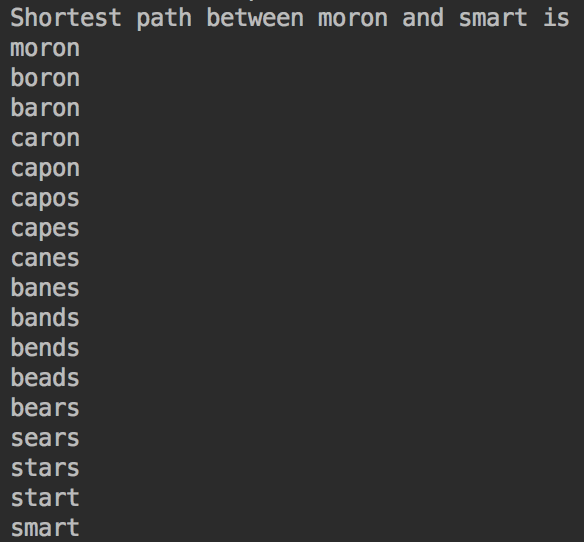 Shortest path between moron and smart is
moron
boron
baron
caron
capon
capos
capes
canes
banes
bands
bends
beads
bears
sears
stars
start
smart